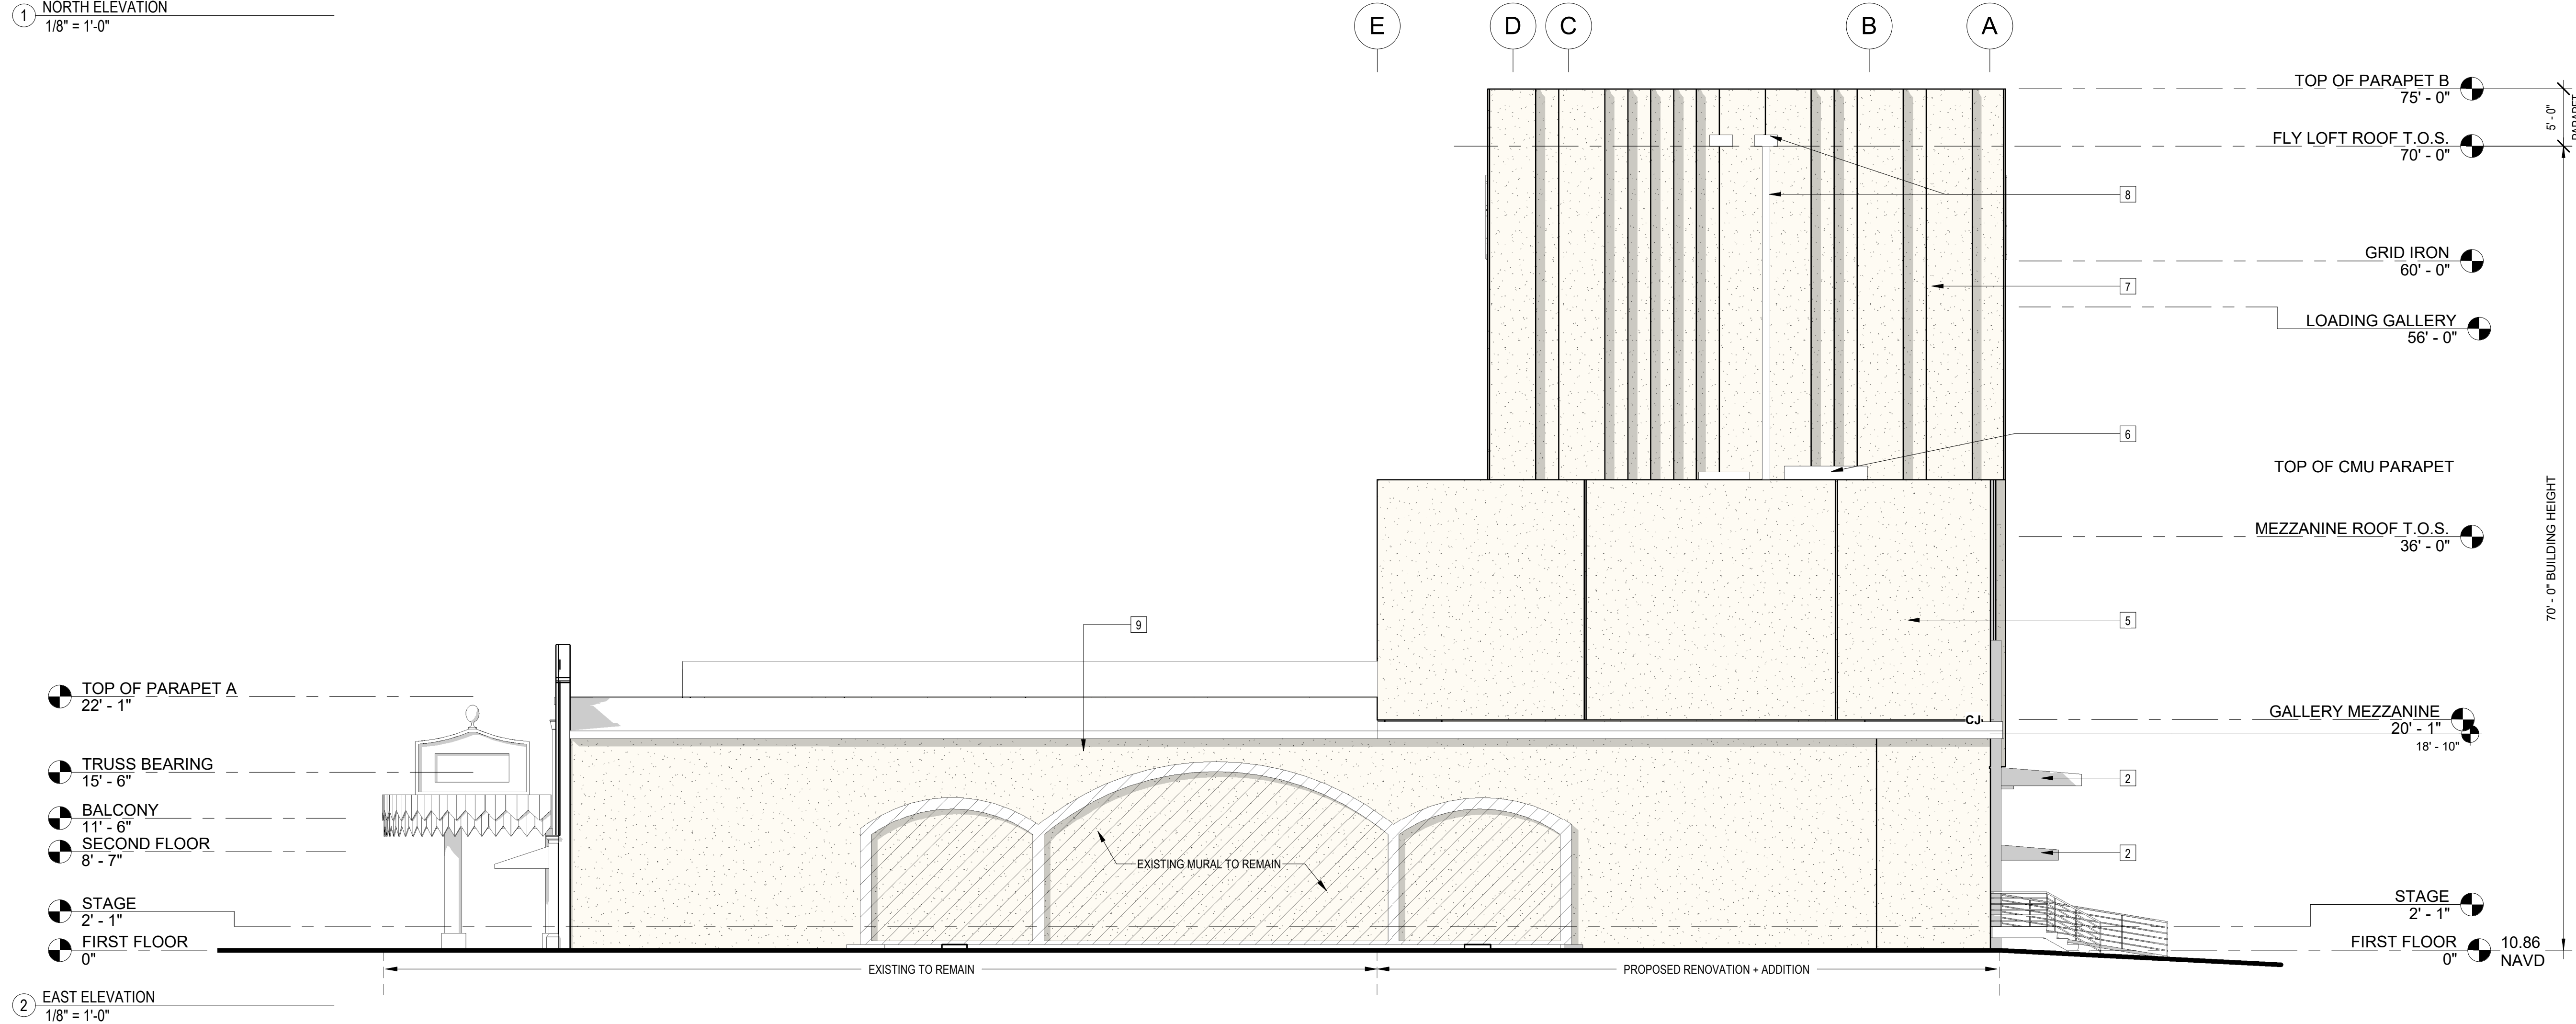 1
NORTH ELEVATION
1/8" = 1'-0"
E
D
C
B
A
TOP OF PARAPET B
75' - 0"
FLY LOFT ROOF T.O.S.
70' - 0"
5' - 0"
PARAPET
8
GRID IRON
60' - 0"
7
LOADING GALLERY
56' - 0"
6
TOP OF CMU PARAPET
MEZZANINE ROOF T.O.S.
36' - 0"
70' - 0" BUILDING HEIGHT
9
5
TOP OF PARAPET A
22' - 1"
CJ
GALLERY MEZZANINE
20' - 1"
18' - 10"
TRUSS BEARING
15' - 6"
2
BALCONY
11' - 6"
SECOND FLOOR
8' - 7"
2
EXISTING MURAL TO REMAIN
STAGE
2' - 1"
STAGE
2' - 1"
FIRST FLOOR
0"
FIRST FLOOR
0"
10.86
NAVD
EXISTING TO REMAIN
PROPOSED RENOVATION + ADDITION
2
EAST ELEVATION
1/8" = 1'-0"